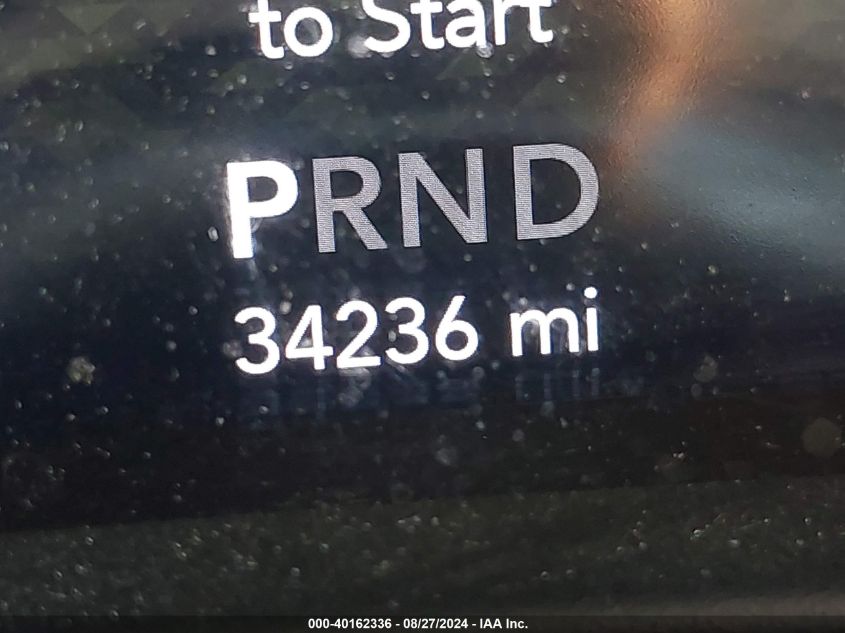 to Start
PRND
34236 mi
000-40162336 - 08/27/2024 - IAA Inc.